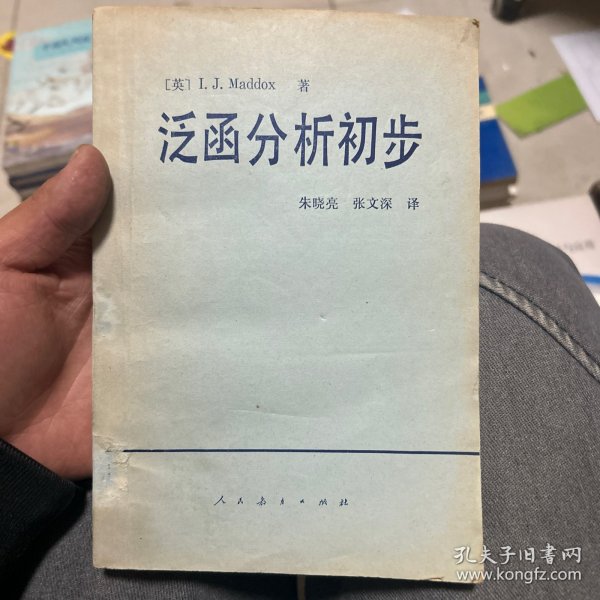 [英] I. J. Maddox 著
泛函分析初步
朱晓亮 张文深 译
人民教育出版社
孔夫子旧书网
www.kongfz.com